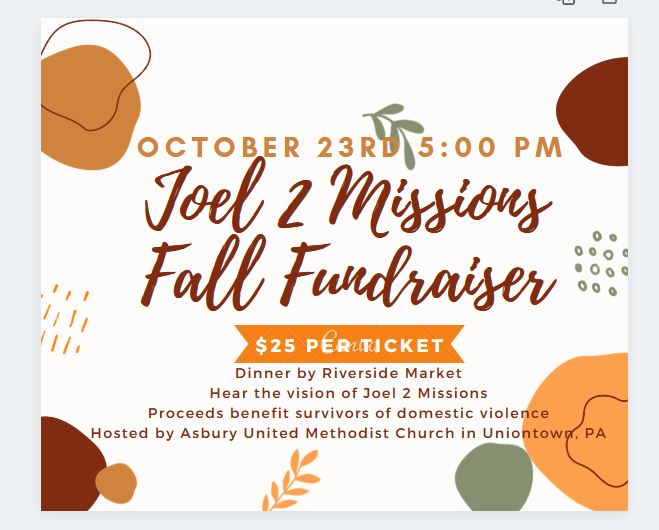 OCTOBER 23RD 5:00 PM
Joel 2 Missions
Fall Fundraiser
$25 PER TICKET
Canva
Dinner by Riverside Market
Hear the vision of Joel 2 Missions
Proceeds benefit survivors of domestic violence
Hosted by Asbury United Methodist Church in Uniontown, PA